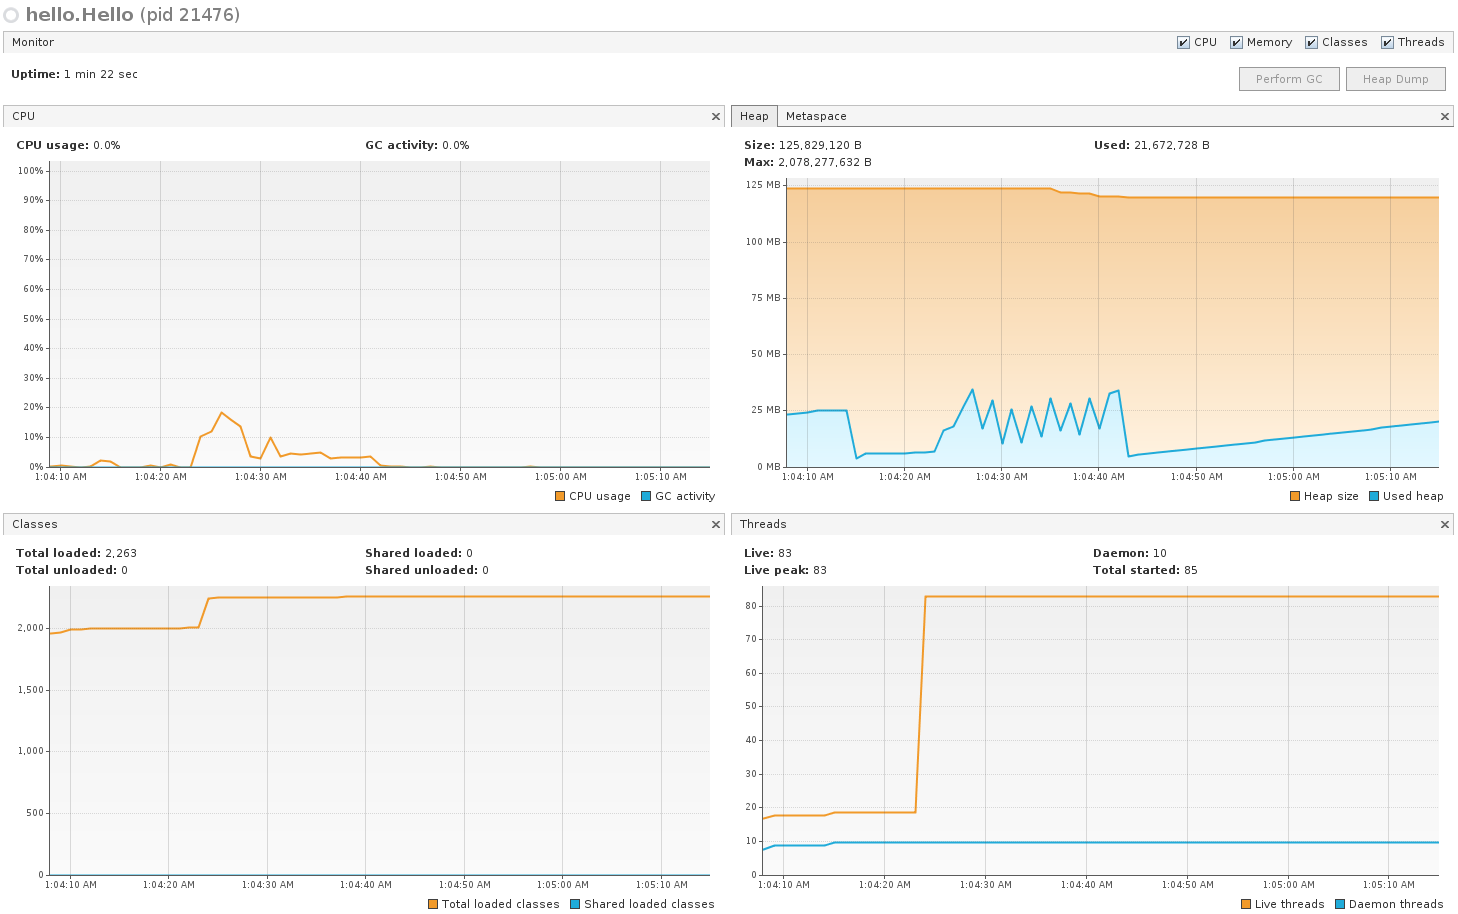 hello.Hello (pid 21476)
Monitor
CPU Memory Classes Threads
Uptime: 1 min 22 sec
Perform GC Heap Dump
CPU
CPU usage: 0.0% GC activity: 0.0%
100%
90%
80%
70%
60%
50%
40%
30%
20%
10%
0%
1:04:10 AM 1:04:20 AM 1:04:30 AM 1:04:40 AM 1:04:50 AM 1:05:00 AM 1:05:10 AM
CPU usage GC activity
Heap Metaspace
Size: 125,829,120 B Used: 21,672,728 B
Max: 2,078,277,632 B
125 MB
100 MB
75 MB
50 MB
25 MB
0 MB
1:04:10 AM 1:04:20 AM 1:04:30 AM 1:04:40 AM 1:04:50 AM 1:05:00 AM 1:05:10 AM
Heap size Used heap
Classes
Total loaded: 2,263 Shared loaded: 0
Total unloaded: 0 Shared unloaded: 0
2,000
1,500
1,000
500
0
1:04:10 AM 1:04:20 AM 1:04:30 AM 1:04:40 AM 1:04:50 AM 1:05:00 AM 1:05:10 AM
Total loaded classes Shared loaded classes
Threads
Live: 83 Daemon: 10
Live peak: 83 Total started: 85
80
70
60
50
40
30
20
10
0
1:04:10 AM 1:04:20 AM 1:04:30 AM 1:04:40 AM 1:04:50 AM 1:05:00 AM 1:05:10 AM
Live threads Daemon threads